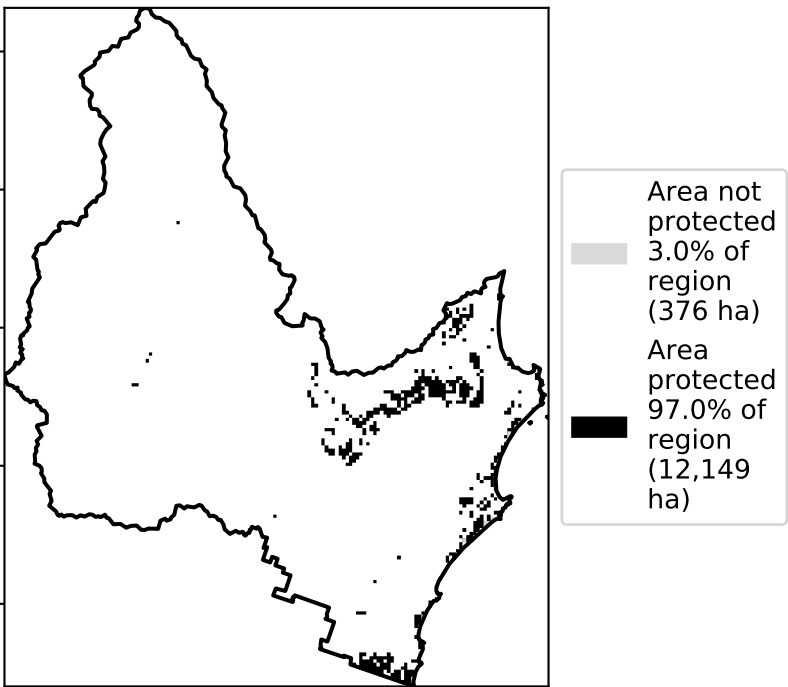 Area not
protected
3.0% of
region
(376 ha)
Area
protected
97.0% of
region
(12,149
ha)